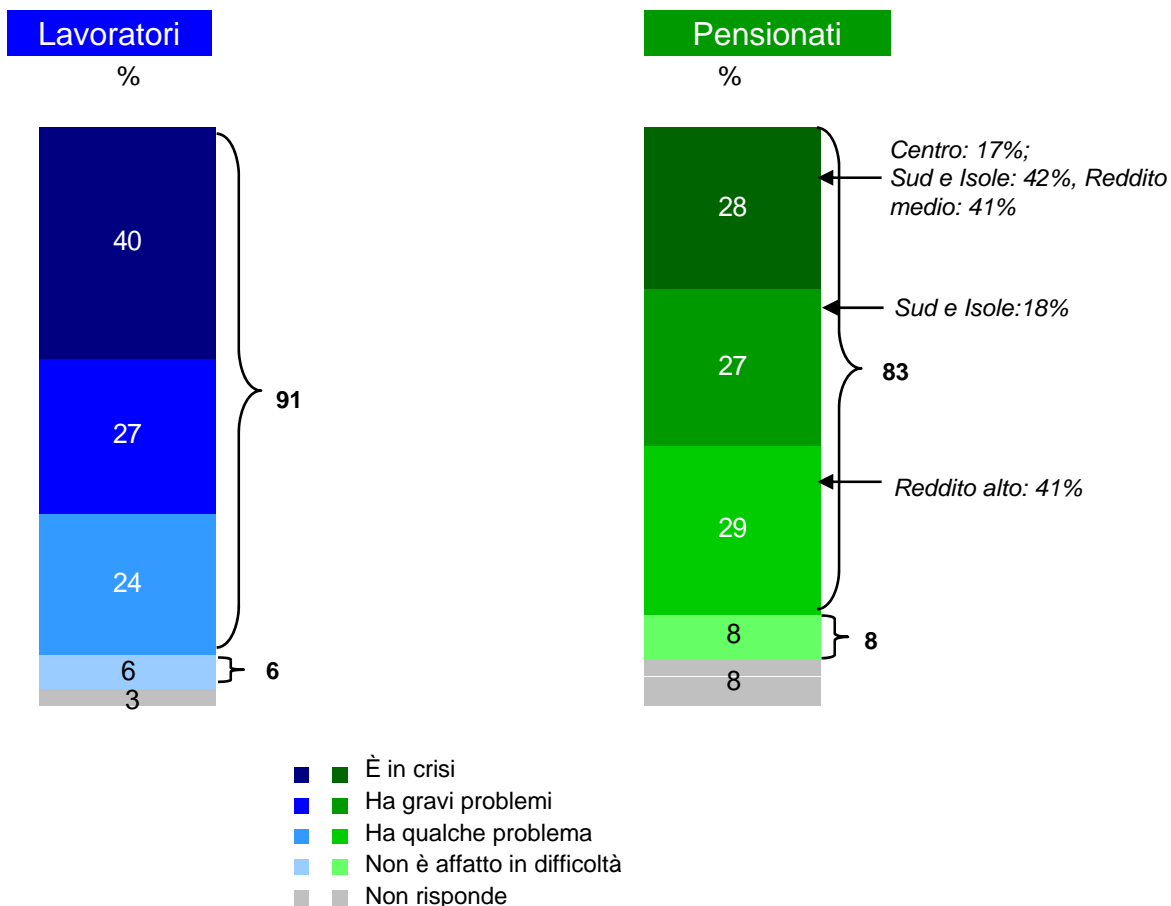 Lavoratori
%
40
27
24
6
3
91
6
Pensionati
%
28
27
29
8
8
83
8
Centro: 17%;
Sud e Isole: 42%, Reddito
medio: 41%
Sud e Isole:18%
Reddito alto: 41%
È in crisi
Ha gravi problemi
Ha qualche problema
Non è affatto in difficoltà
Non risponde